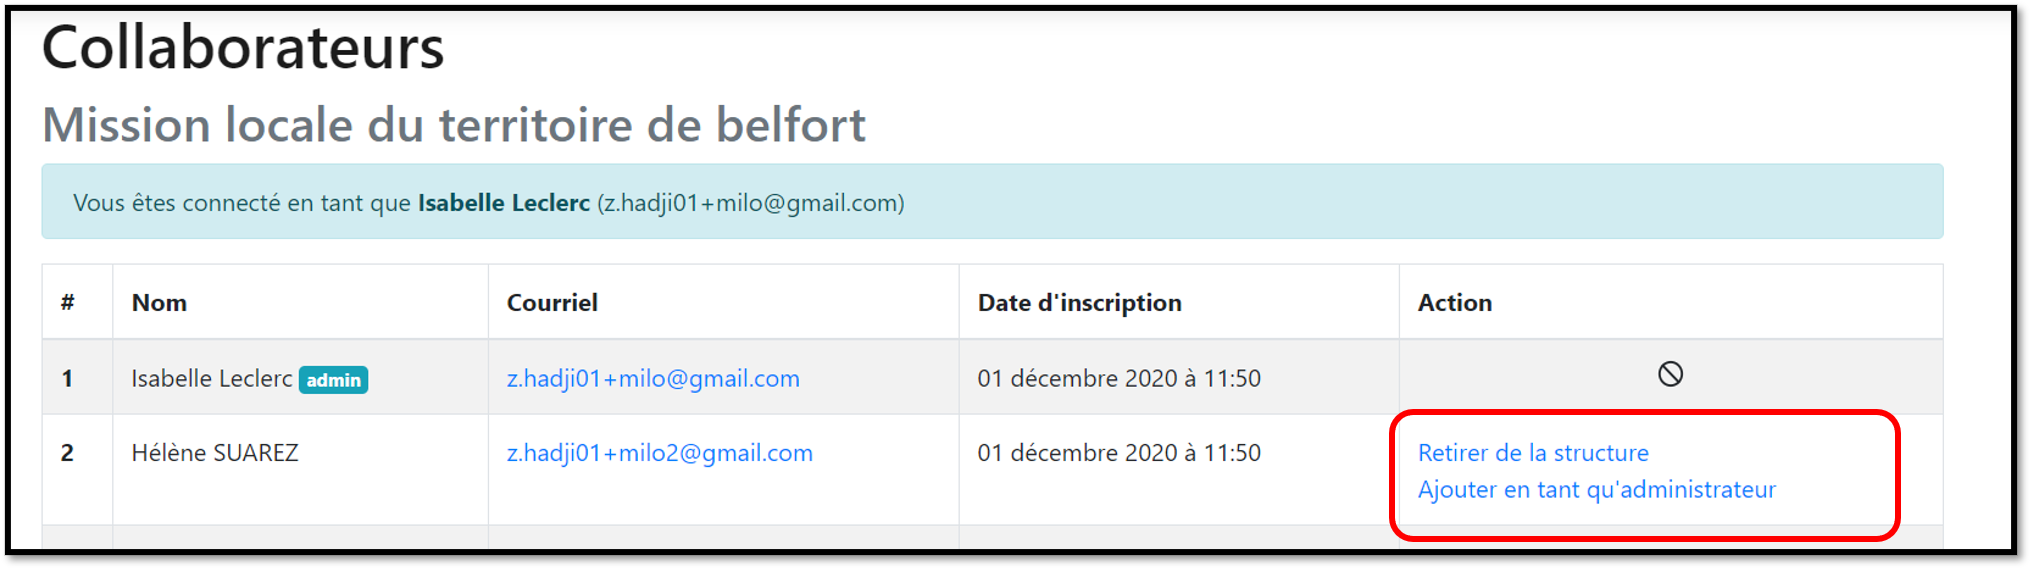 Collaborateurs
Mission locale du territoire de belfort
Vous êtes connecté en tant que Isabelle Leclerc (z.hadji01+milo@gmail.com)
# Nom Courriel Date d'inscription Action
1 Isabelle Leclerc admin z.hadji01+milo@gmail.com 01 décembre 2020 à 11:50
2 Hélène SUAREZ z.hadji01+milo2@gmail.com 01 décembre 2020 à 11:50 Retirer de la structure
Ajouter en tant qu'administrateur